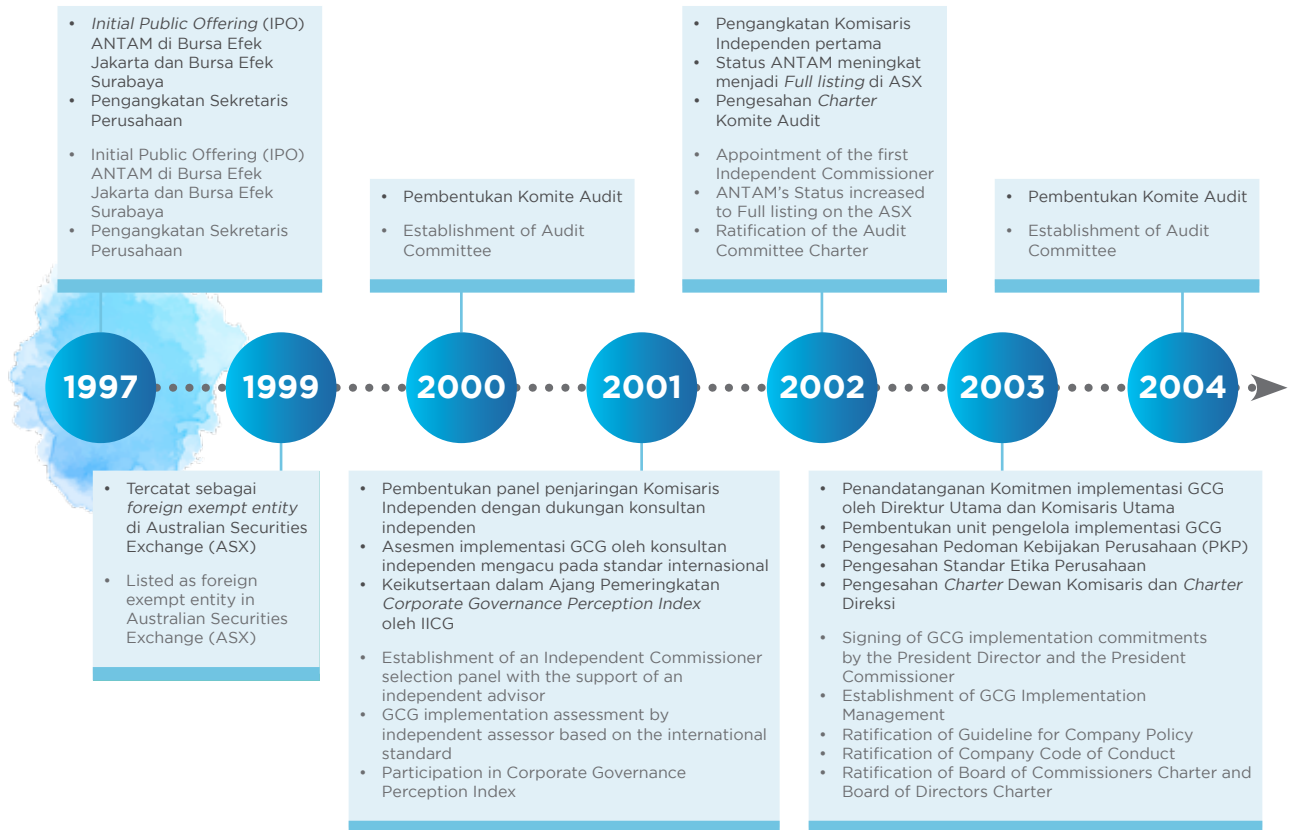 • Initial Public Offering (IPO)
ANTAM di Bursa Efek
Jakarta dan Bursa Efek
Surabaya
• Pengangkatan Sekretaris
Perusahaan
• Initial Public Offering (IPO)
ANTAM di Bursa Efek
Jakarta dan Bursa Efek
Surabaya
• Pengangkatan Sekretaris
Perusahaan
• Pembentukan Komite Audit
• Establishment of Audit
Committee
• Pengangkatan Komisaris
Independen pertama
• Status ANTAM meningkat
menjadi Full listing di ASX
• Pengesahan Charter
Komite Audit
• Appointment of the first
Independent Commissioner
• ANTAM's Status increased
to Full listing on the ASX
• Ratification of the Audit
Committee Charter
• Pembentukan Komite Audit
• Establishment of Audit
Committee
1997
1999
2000
2001
2002
2003
2004
• Tercatat sebagai
foreign exempt entity
di Australian Securities
Exchange (ASX)
• Listed as foreign
exempt entity in
Australian Securities
Exchange (ASX)
• Pembentukan panel penjaringan Komisaris
Independen dengan dukungan konsultan
independen
• Asesmen implementasi GCG oleh konsultan
independen mengacu pada standar internasional
• Keikutsertaan dalam Ajang Pemeringkatan
Corporate Governance Perception Index
oleh IICG
• Establishment of an Independent Commissioner
selection panel with the support of an
independent advisor
• GCG implementation assessment by
independent assessor based on the international
standard
• Participation in Corporate Governance
Perception Index
• Penandatanganan Komitmen implementasi GCG
oleh Direktur Utama dan Komisaris Utama
• Pembentukan unit pengelola implementasi GCG
• Pengesahan Pedoman Kebijakan Perusahaan (PKP)
• Pengesahan Standar Etika Perusahaan
• Pengesahan Charter Dewan Komisaris dan Charter
Direksi
• Signing of GCG implementation commitments
by the President Director and the President
Commissioner
• Establishment of GCG Implementation
Management
• Ratification of Guideline for Company Policy
• Ratification of Company Code of Conduct
• Ratification of Board of Commissioners Charter and
Board of Directors Charter